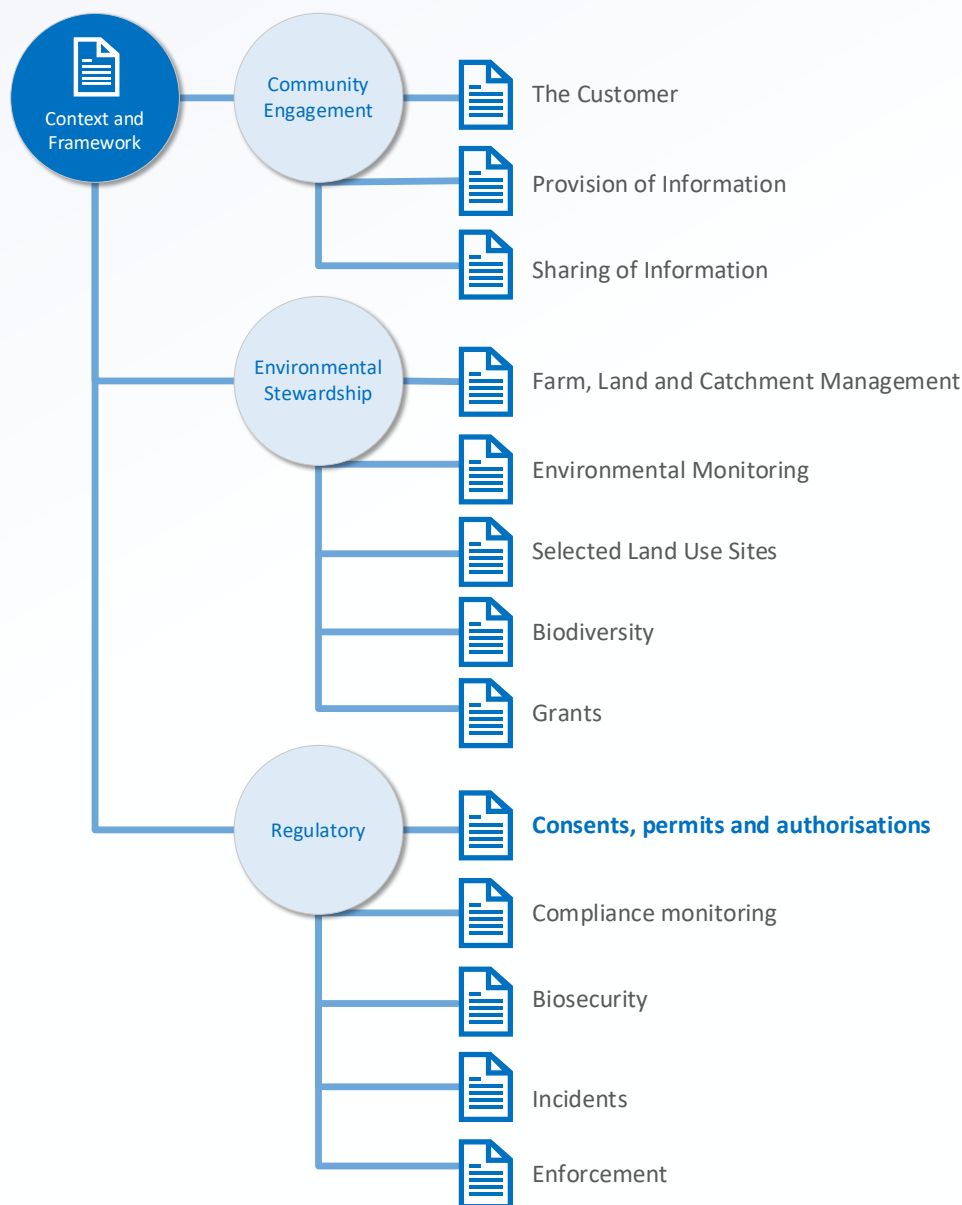 Context and
Framework
Community
Engagement
The Customer
Provision of Information
Sharing of Information
Environmental
Stewardship
Farm, Land and Catchment Management
Environmental Monitoring
Selected Land Use Sites
Biodiversity
Grants
Regulatory
Consents, permits and authorisations
Compliance monitoring
Biosecurity
Incidents
Enforcement